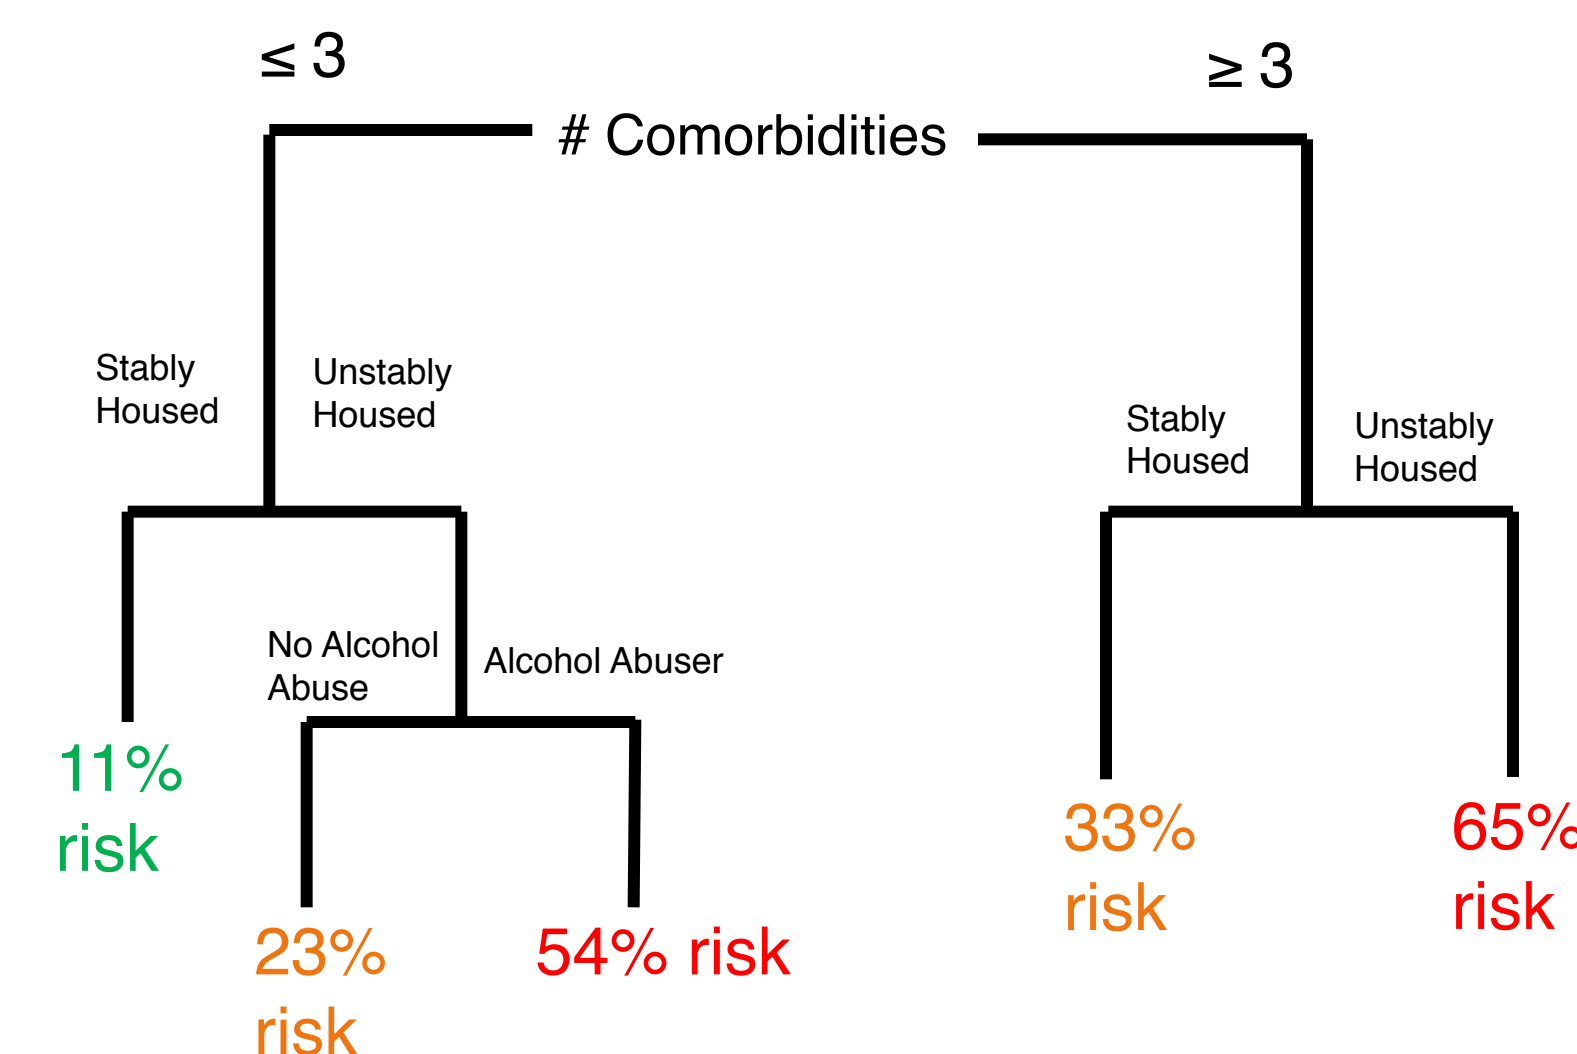 ≤ 3
≥ 3
# Comorbidities
Stably
Housed
Unstably
Housed
Stably
Housed
Unstably
Housed
No Alcohol
Abuse
Alcohol Abuser
11%
risk
23%
risk
54% risk
33%
risk
65%
risk